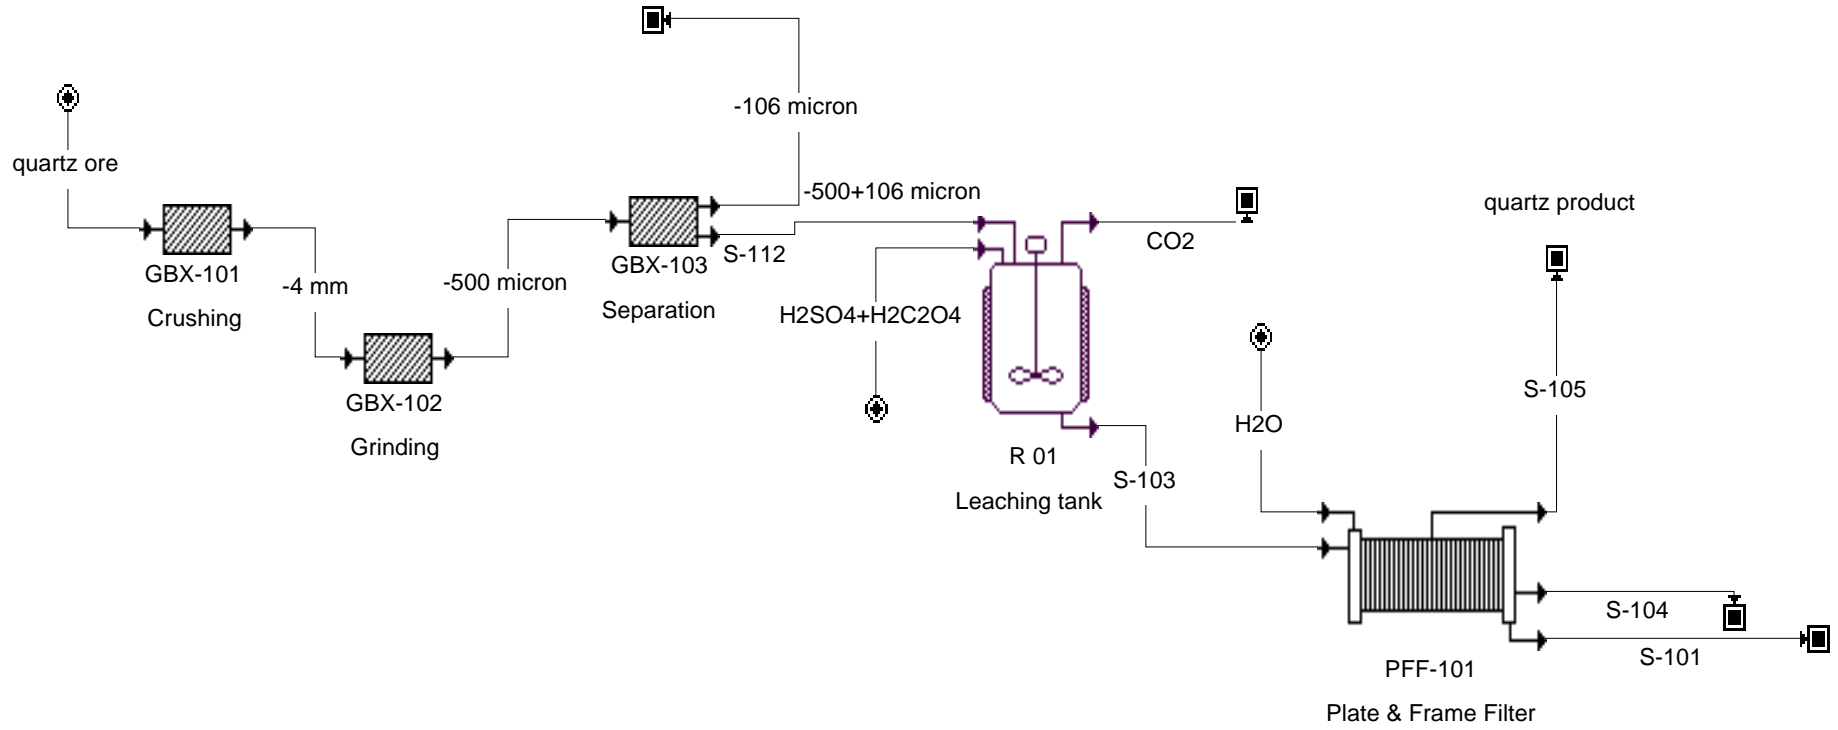 -106 micron
quartz ore
-500+106 micron
quartz product
CO2
S-112
GBX-103
Separation
GBX-101
Crushing
-4 mm
-500 micron
H2SO4+H2C2O4
GBX-102
Grinding
S-105
H2O
R 01
Leaching tank
S-103
S-104
S-101
PFF-101
Plate & Frame Filter